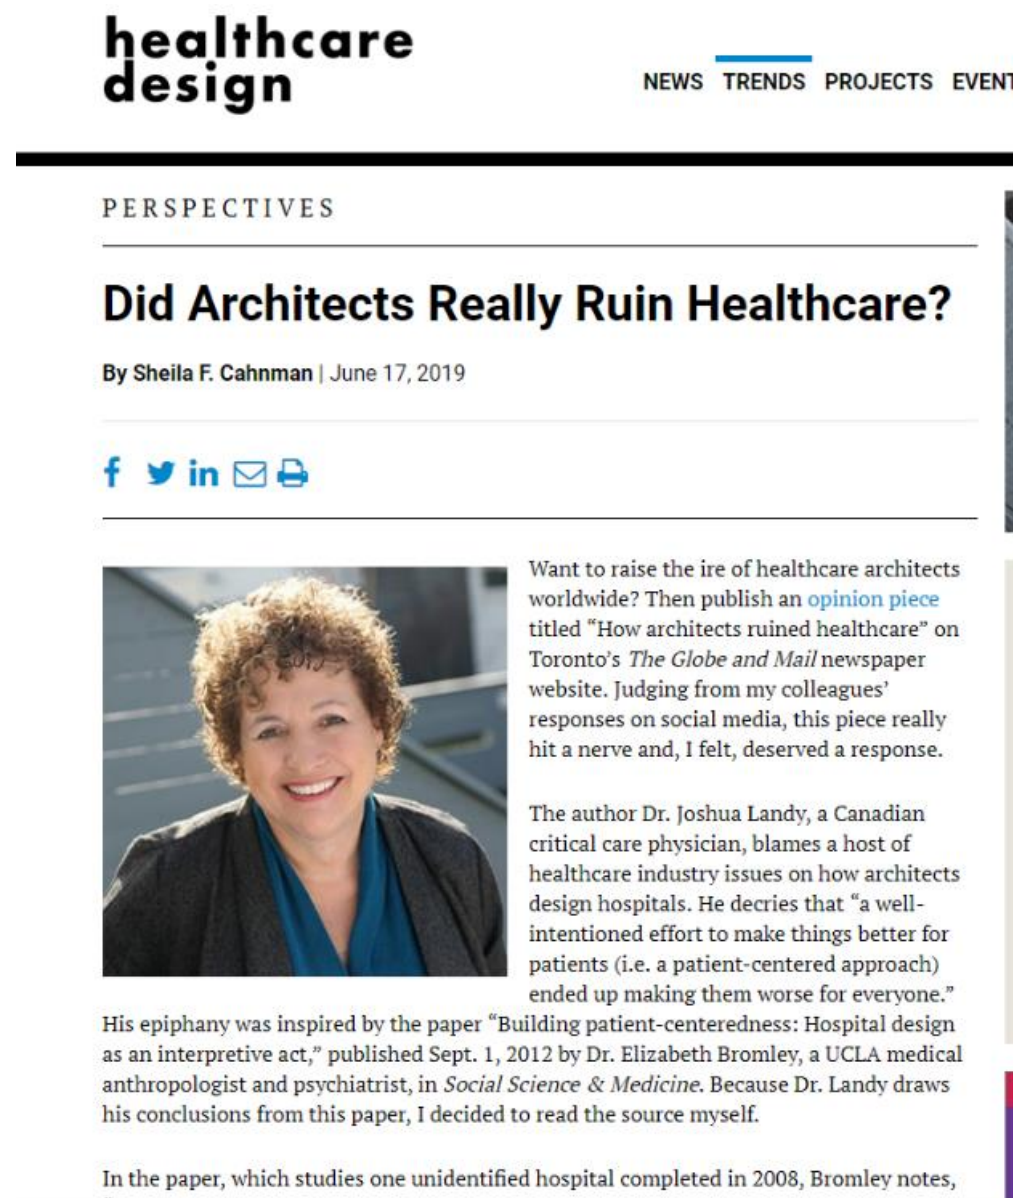 healthcare
design
NEWS TRENDS PROJECTS EVENT
PERSPECTIVES
Did Architects Really Ruin Healthcare?
By Sheila F. Cahnman | June 17, 2019
Want to raise the ire of healthcare architects
worldwide? Then publish an opinion piece
titled “How architects ruined healthcare” on
Toronto’s The Globe and Mail newspaper
website. Judging from my colleagues’
responses on social media, this piece really
hit a nerve and, I felt, deserved a response.
The author Dr. Joshua Landy, a Canadian
critical care physician, blames a host of
healthcare industry issues on how architects
design hospitals. He decries that “a well-
intentioned effort to make things better for
patients (i.e. a patient-centered approach)
ended up making them worse for everyone.”
His epiphany was inspired by the paper “Building patient-centeredness: Hospital design
as an interpretive act,” published Sept. 1, 2012 by Dr. Elizabeth Bromley, a UCLA medical
anthropologist and psychiatrist, in Social Science & Medicine. Because Dr. Landy draws
his conclusions from this paper, I decided to read the source myself.
In the paper, which studies one unidentified hospital completed in 2008, Bromley notes,